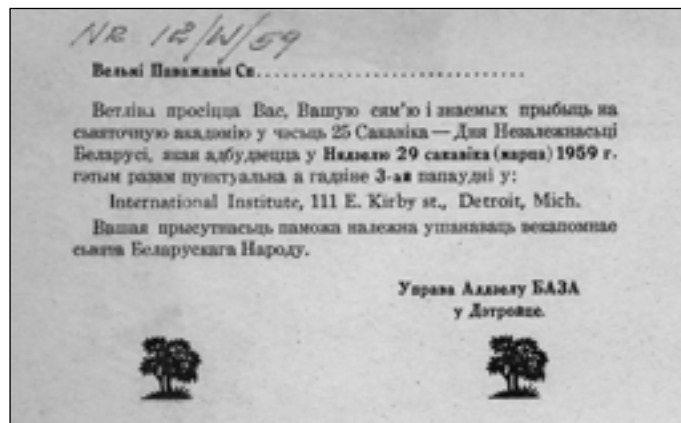 NR 12/W/59
Вельмі Паважаны Сп..............................
Ветліва просіцца Вас, Вашую сям'ю і знаемых прыбыць на
сьвяточную акадэмію у чэсьць 25 Сакавіка — Дня Незалежнасьці
Беларусі, якая адбудзецца у Нядзелю 29 сакавіка (марца) 1959 г.
гэтым разам пунктуальна а гадзіне 3-ай папаудні у:
International Institute, 111 E. Kirby st., Detroit, Mich.
Вашая прысутнасьць паможа належна ушанаваць векапомнае
сьвята Беларускага Народу.
Управа Аддзелу БАЗА
у Дэтройце.